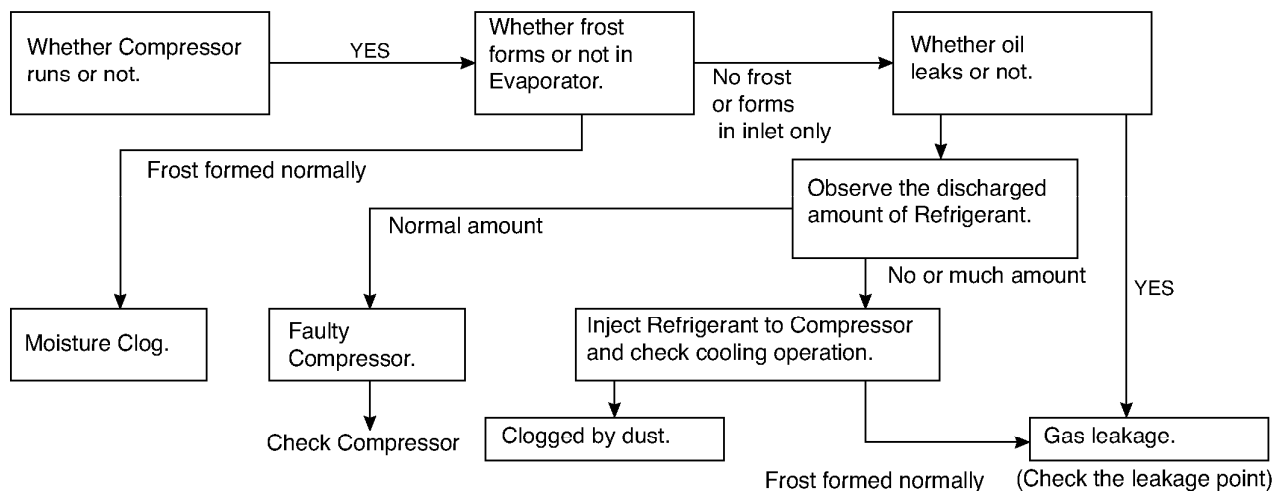 Whether Compressor
runs or not.
YES
Whether frost
forms or not in
Evaporator.
No frost
or forms
in inlet only
Whether oil
leaks or not.
Frost formed normally
Observe the discharged
amount of Refrigerant.
Normal amount
No or much amount
YES
Moisture Clog.
Faulty
Compressor.
Inject Refrigerant to Compressor
and check cooling operation.
Check Compressor
Clogged by dust.
Gas leakage.
Frost formed normally
(Check the leakage point)